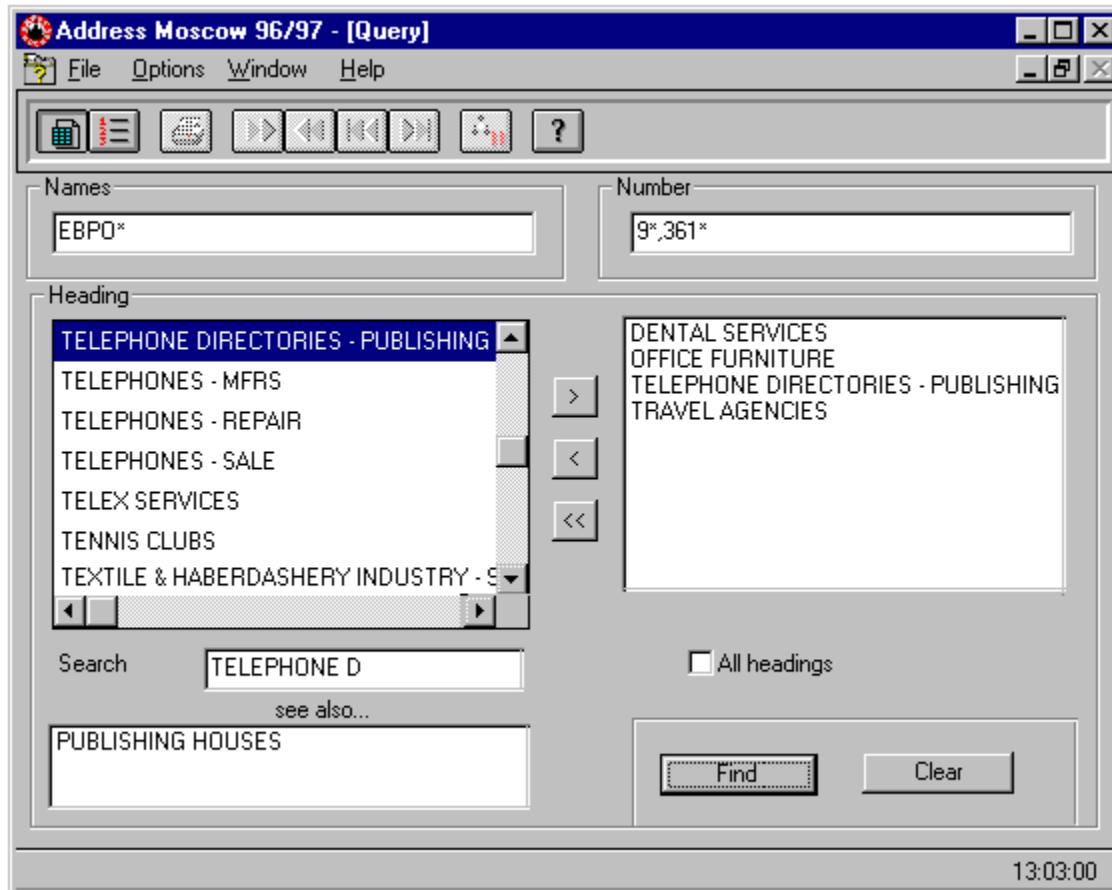 Address Moscow 96/97 - [Query]
File Options Window Help
?
Names
Number
ЕВРО*
9*,361*
Heading
TELEPHONE DIRECTORIES - PUBLISHING
TELEPHONES - MFRS
TELEPHONES - REPAIR
TELEPHONES - SALE
TELEX SERVICES
TENNIS CLUBS
TEXTILE & HABERDASHERY INDUSTRY - S
>
<
<<
DENTAL SERVICES
OFFICE FURNITURE
TELEPHONE DIRECTORIES - PUBLISHING
TRAVEL AGENCIES
Search
TELEPHONE D
All headings
see also...
PUBLISHING HOUSES
Find
Clear
13:03:00